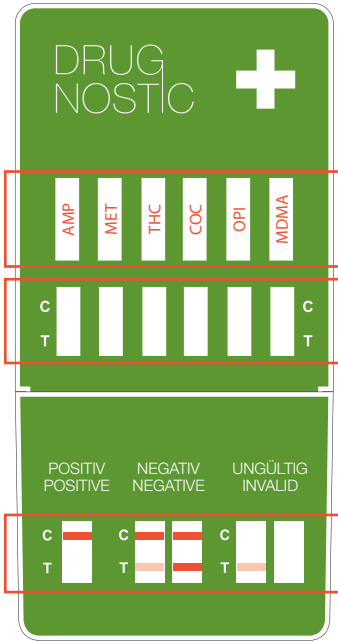 DRUG
NOSTIC
AMP MET THC COC OPI MDMA
C C
T T
POSITIV NEGATIV UNGÜLTIG
POSITIVE NEGATIVE INVALID
C C C
T T T